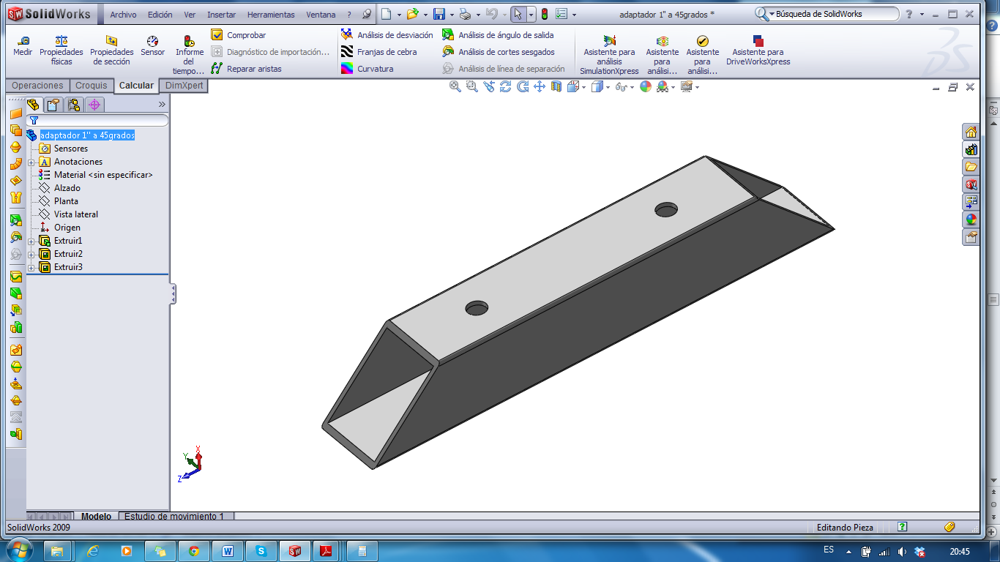 SolidWorks
Archivo Edición Ver Insertar Herramientas Ventana ?
adaptador 1" a 45grados *
Búsqueda de SolidWorks
?
Medir
Propiedades físicas
Propiedades de sección
Sensor
Informe del tiempo...
Comprobar
Diagnóstico de importación...
Reparar aristas
Análisis de desviación
Franjas de cebra
Curvatura
Análisis de ángulo de salida
Análisis de cortes sesgados
Análisis de línea de separación
Asistente para análisis SimulationXpress
Asistente para análisi...
Asistente para análisi...
Asistente para DriveWorksXpress
Operaciones Croquis Calcular DimXpert
adaptador 1" a 45grados
Sensores
Anotaciones
Material <sin especificar>
Alzado
Planta
Vista lateral
Origen
Extruir1
Extruir2
Extruir3
X
Y
Z
Modelo Estudio de movimiento 1
SolidWorks 2009
Editando Pieza
ES
20:45